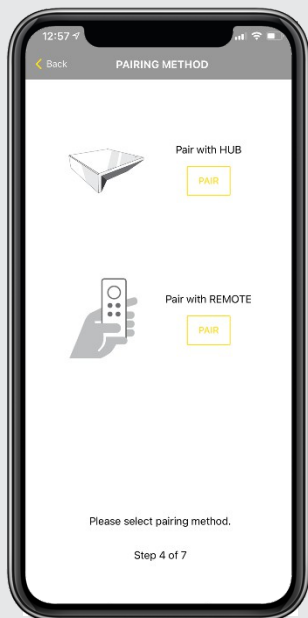 12:57
Back
PAIRING METHOD
Pair with HUB
PAIR
Pair with REMOTE
PAIR
Please select pairing method.
Step 4 of 7